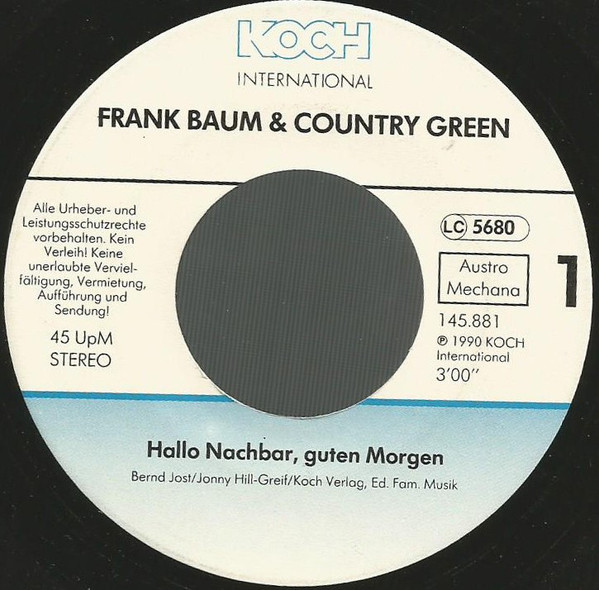 KOCH
INTERNATIONAL
FRANK BAUM & COUNTRY GREEN
Alle Urheber- und
Leistungsschutzrechte
vorbehalten. Kein
Verleih! Keine
unerlaubte Verviel-
fältigung, Vermietung,
Aufführung und
Sendung!
45 UpM
STEREO
LC 5680
Austro
Mechana
1
145.881
℗ 1990 KOCH
International
3'00"
Hallo Nachbar, guten Morgen
Bernd Jost/Jonny Hill-Greif/Koch Verlag, Ed. Fam. Musik